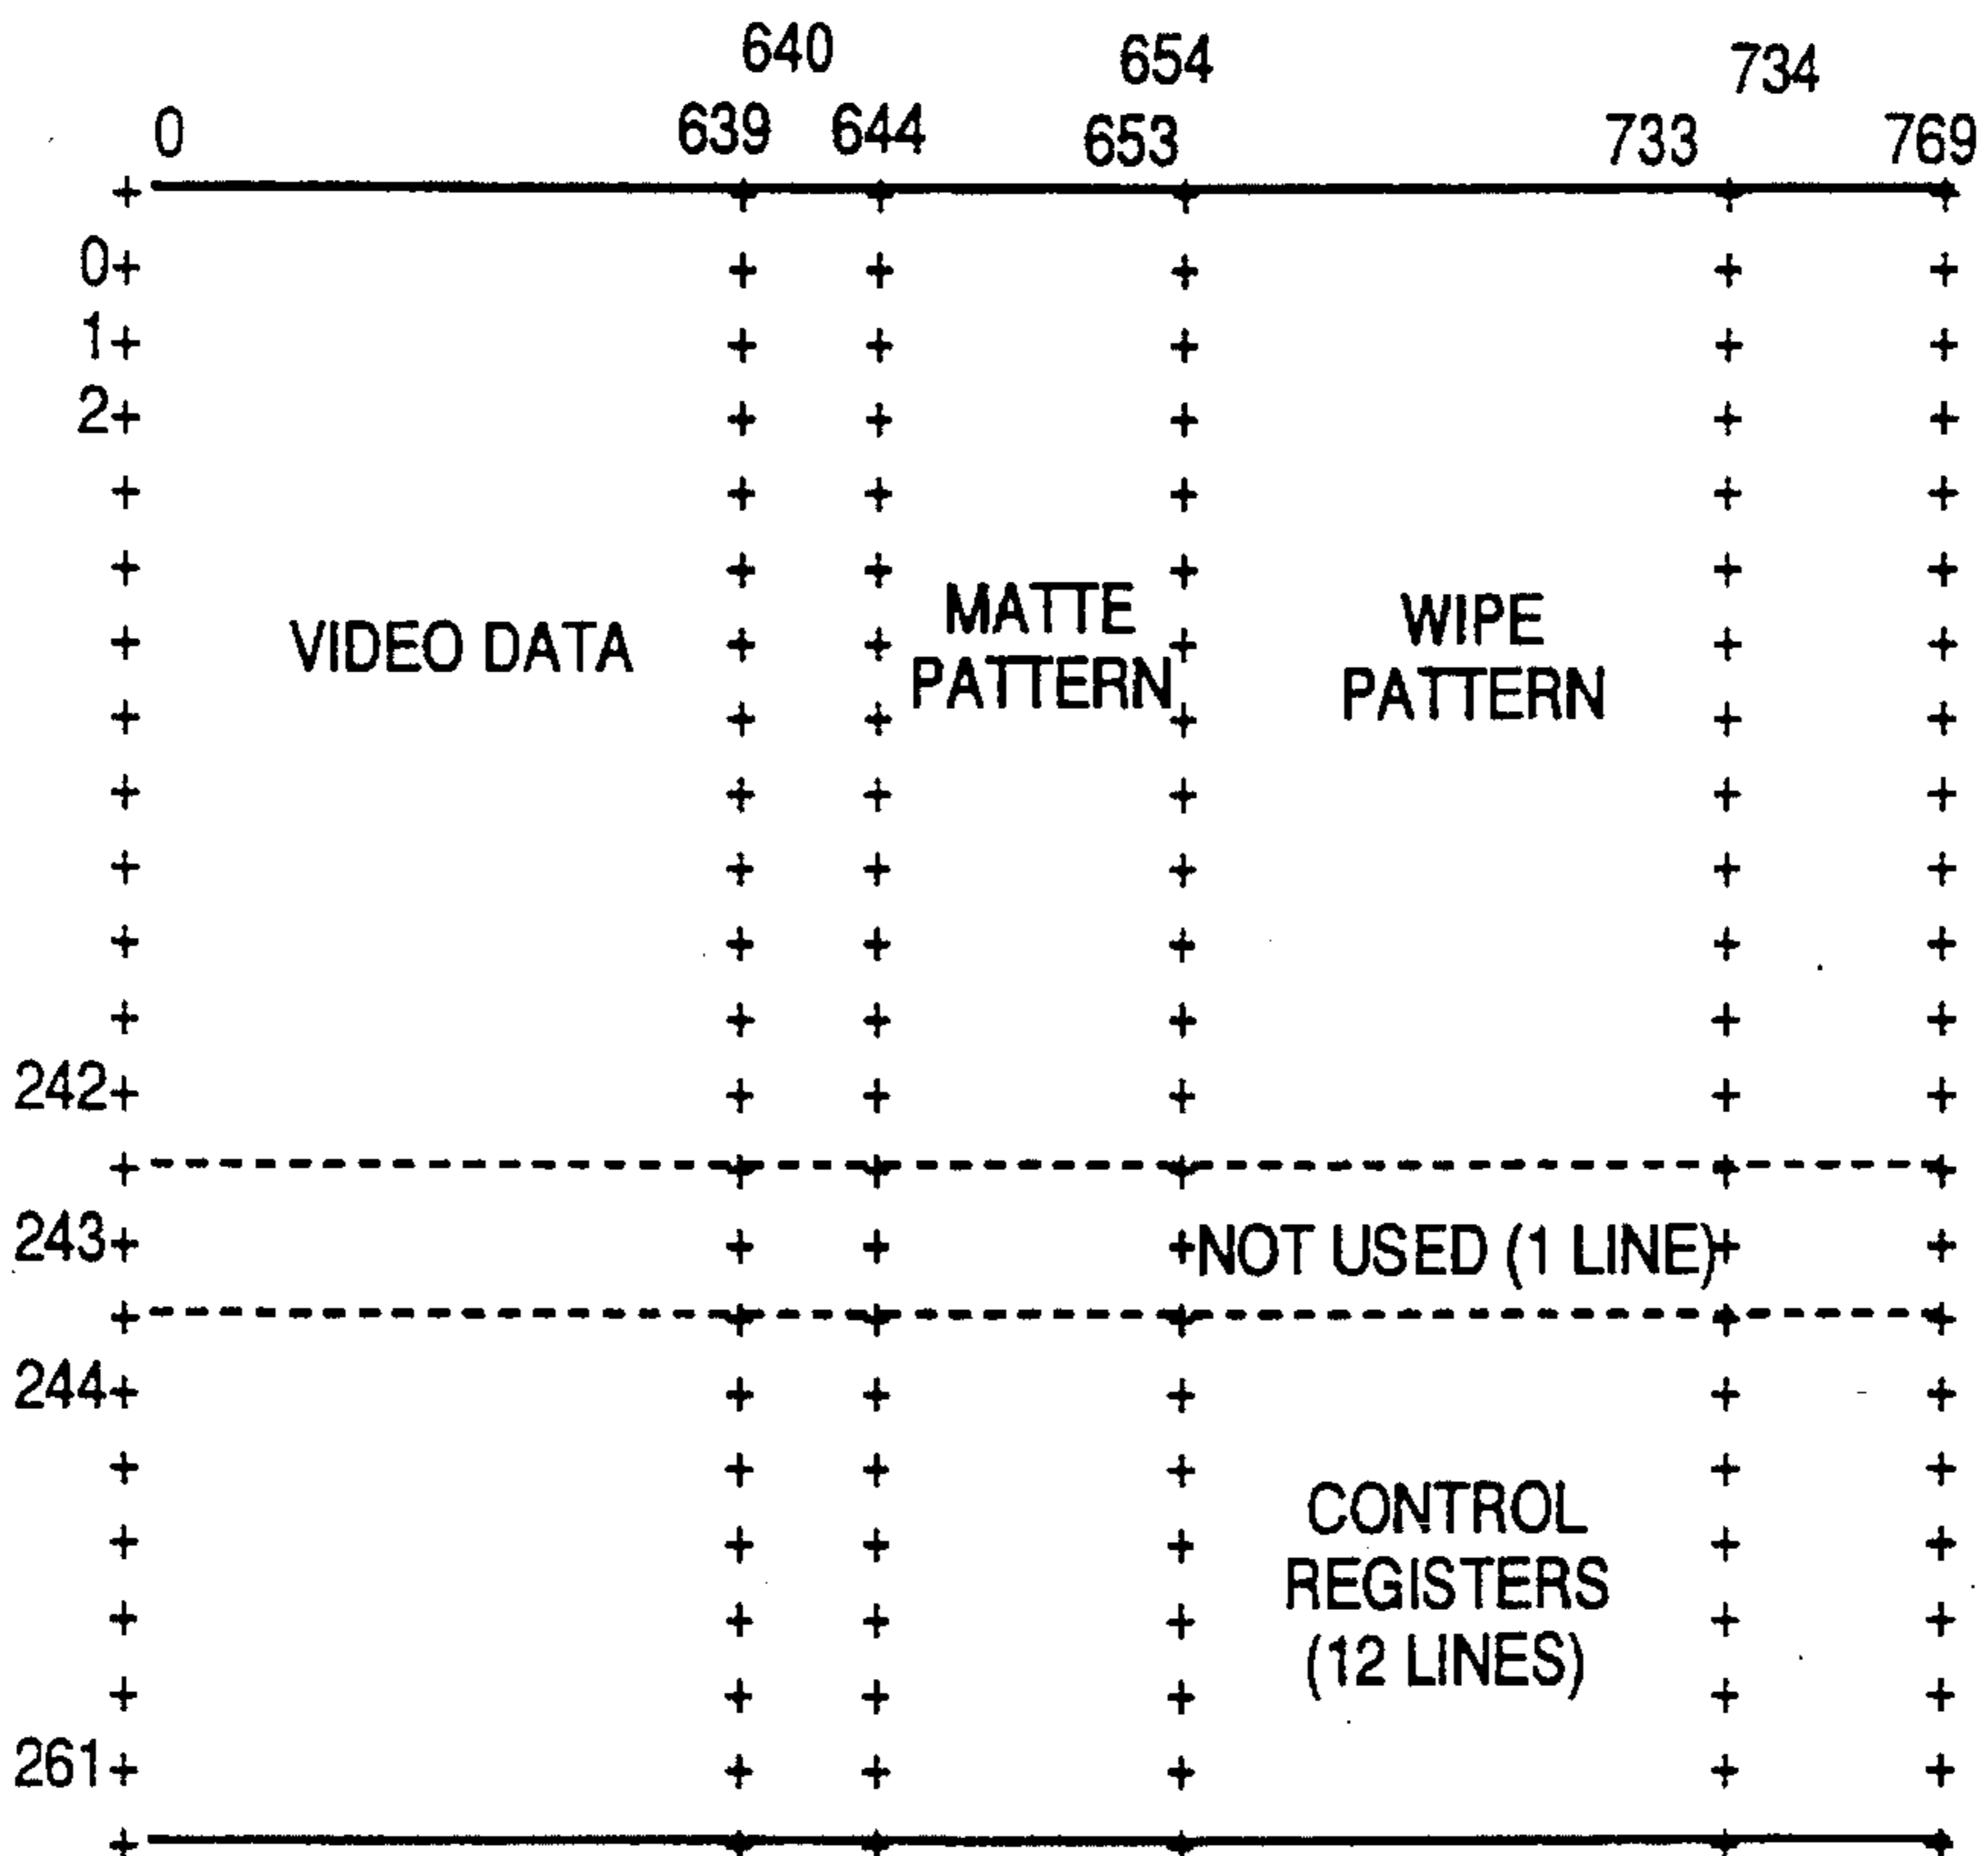 640 654 734
0 639 644 653 733 769
0
1
2
VIDEO DATA
MATTE
PATTERN
WIPE
PATTERN
242
243 NOT USED (1 LINE)
244
CONTROL
REGISTERS
(12 LINES)
261